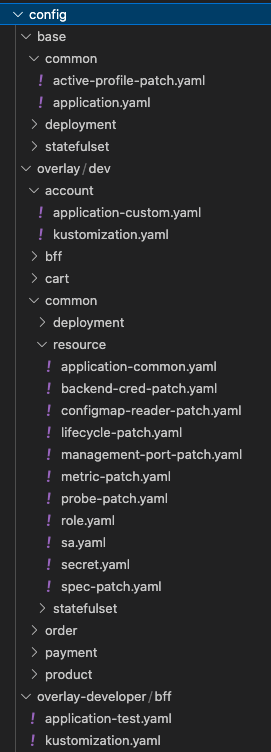 config
base
common
! active-profile-patch.yaml
! application.yaml
deployment
statefulset
overlay / dev
account
! application-custom.yaml
! kustomization.yaml
bff
cart
common
deployment
resource
! application-common.yaml
! backend-cred-patch.yaml
! configmap-reader-patch.yaml
! lifecycle-patch.yaml
! management-port-patch.yaml
! metric-patch.yaml
! probe-patch.yaml
! role.yaml
! sa.yaml
! secret.yaml
! spec-patch.yaml
statefulset
order
payment
product
overlay-developer / bff
! application-test.yaml
! kustomization.yaml